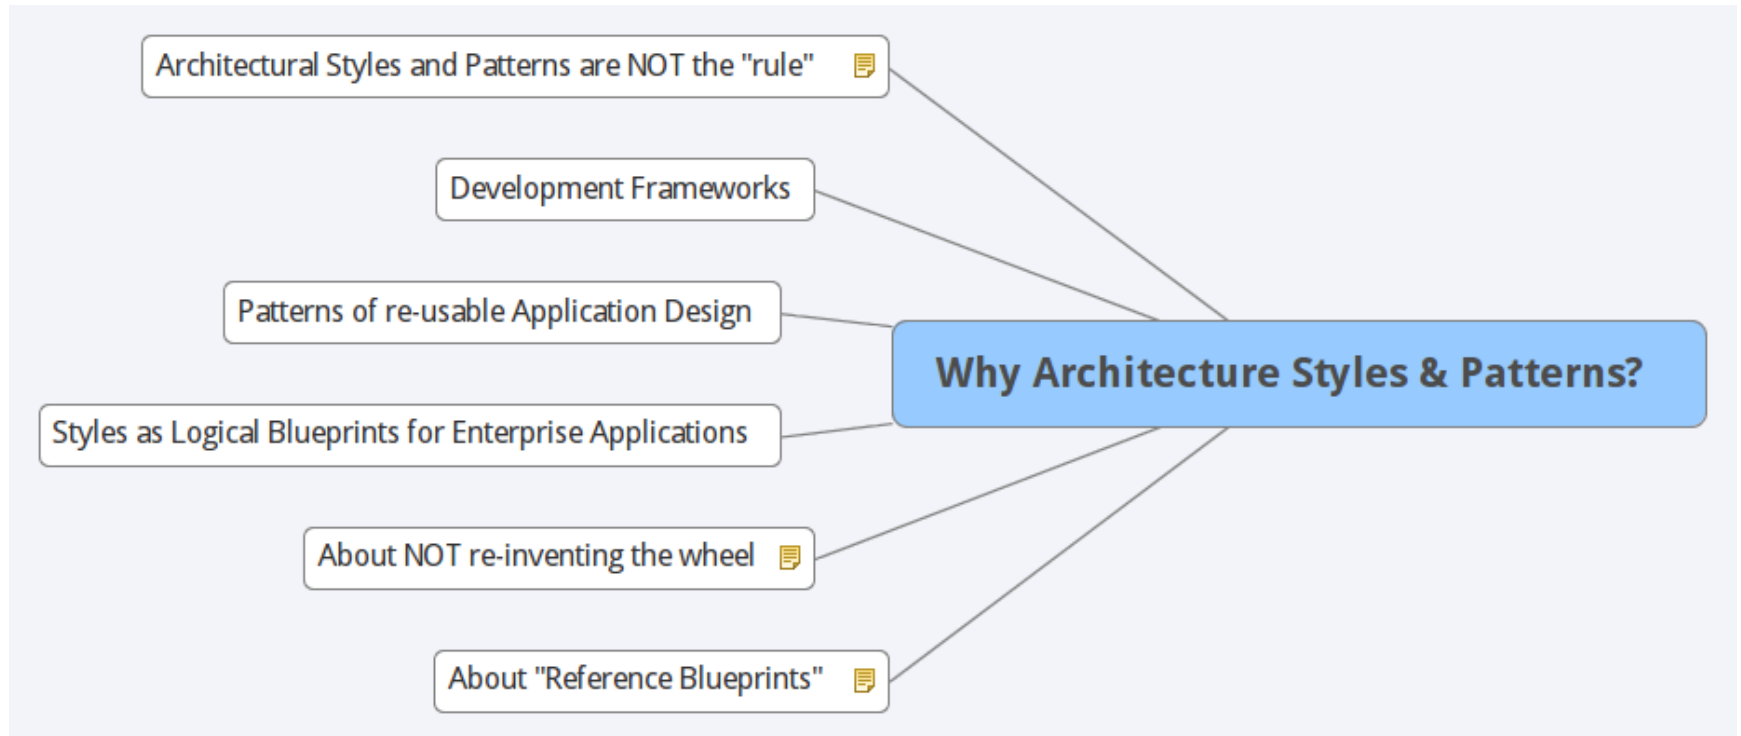 Architectural Styles and Patterns are NOT the "rule"
Development Frameworks
Patterns of re-usable Application Design
Why Architecture Styles & Patterns?
Styles as Logical Blueprints for Enterprise Applications
About NOT re-inventing the wheel
About "Reference Blueprints"